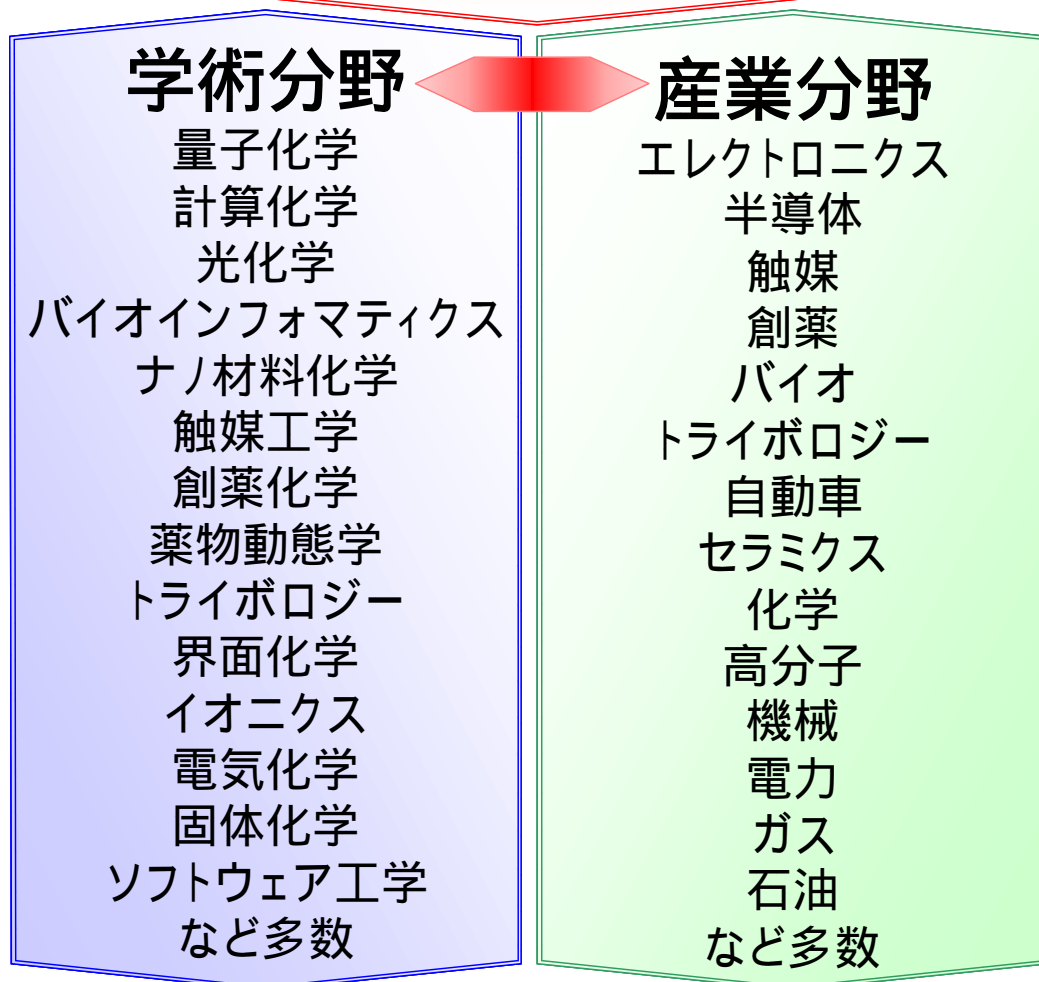 学術分野
量子化学
計算化学
光化学
バイオインフォマティクス
ナノ材料化学
触媒工学
創薬化学
薬物動態学
トライボロジー
界面化学
イオニクス
電気化学
固体化学
ソフトウェア工学
など多数
産業分野
エレクトロニクス
半導体
触媒
創薬
バイオ
トライボロジー
自動車
セラミクス
化学
高分子
機械
電力
ガス
石油
など多数